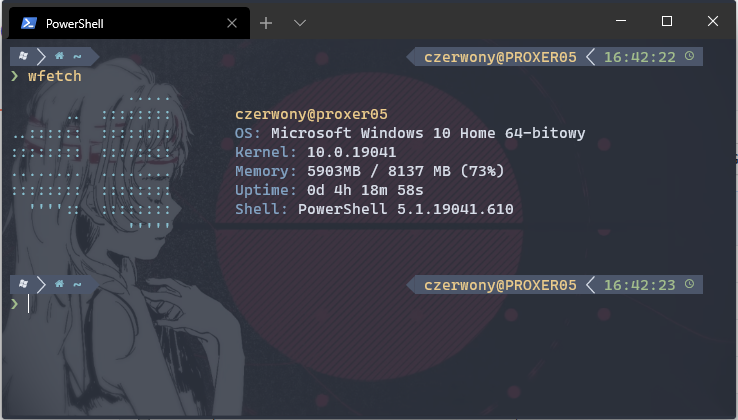 PowerShell
~ czerwony@PROXER05 16:42:22
❯ wfetch
czerwony@proxer05
OS: Microsoft Windows 10 Home 64-bitowy
Kernel: 10.0.19041
Memory: 5903MB / 8137 MB (73%)
Uptime: 0d 4h 18m 58s
Shell: PowerShell 5.1.19041.610
~ czerwony@PROXER05 16:42:23
❯